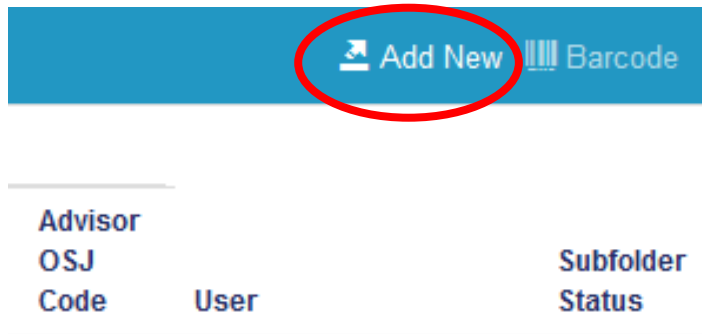 Add New Barcode
Advisor
OSJ Subfolder
Code User Status